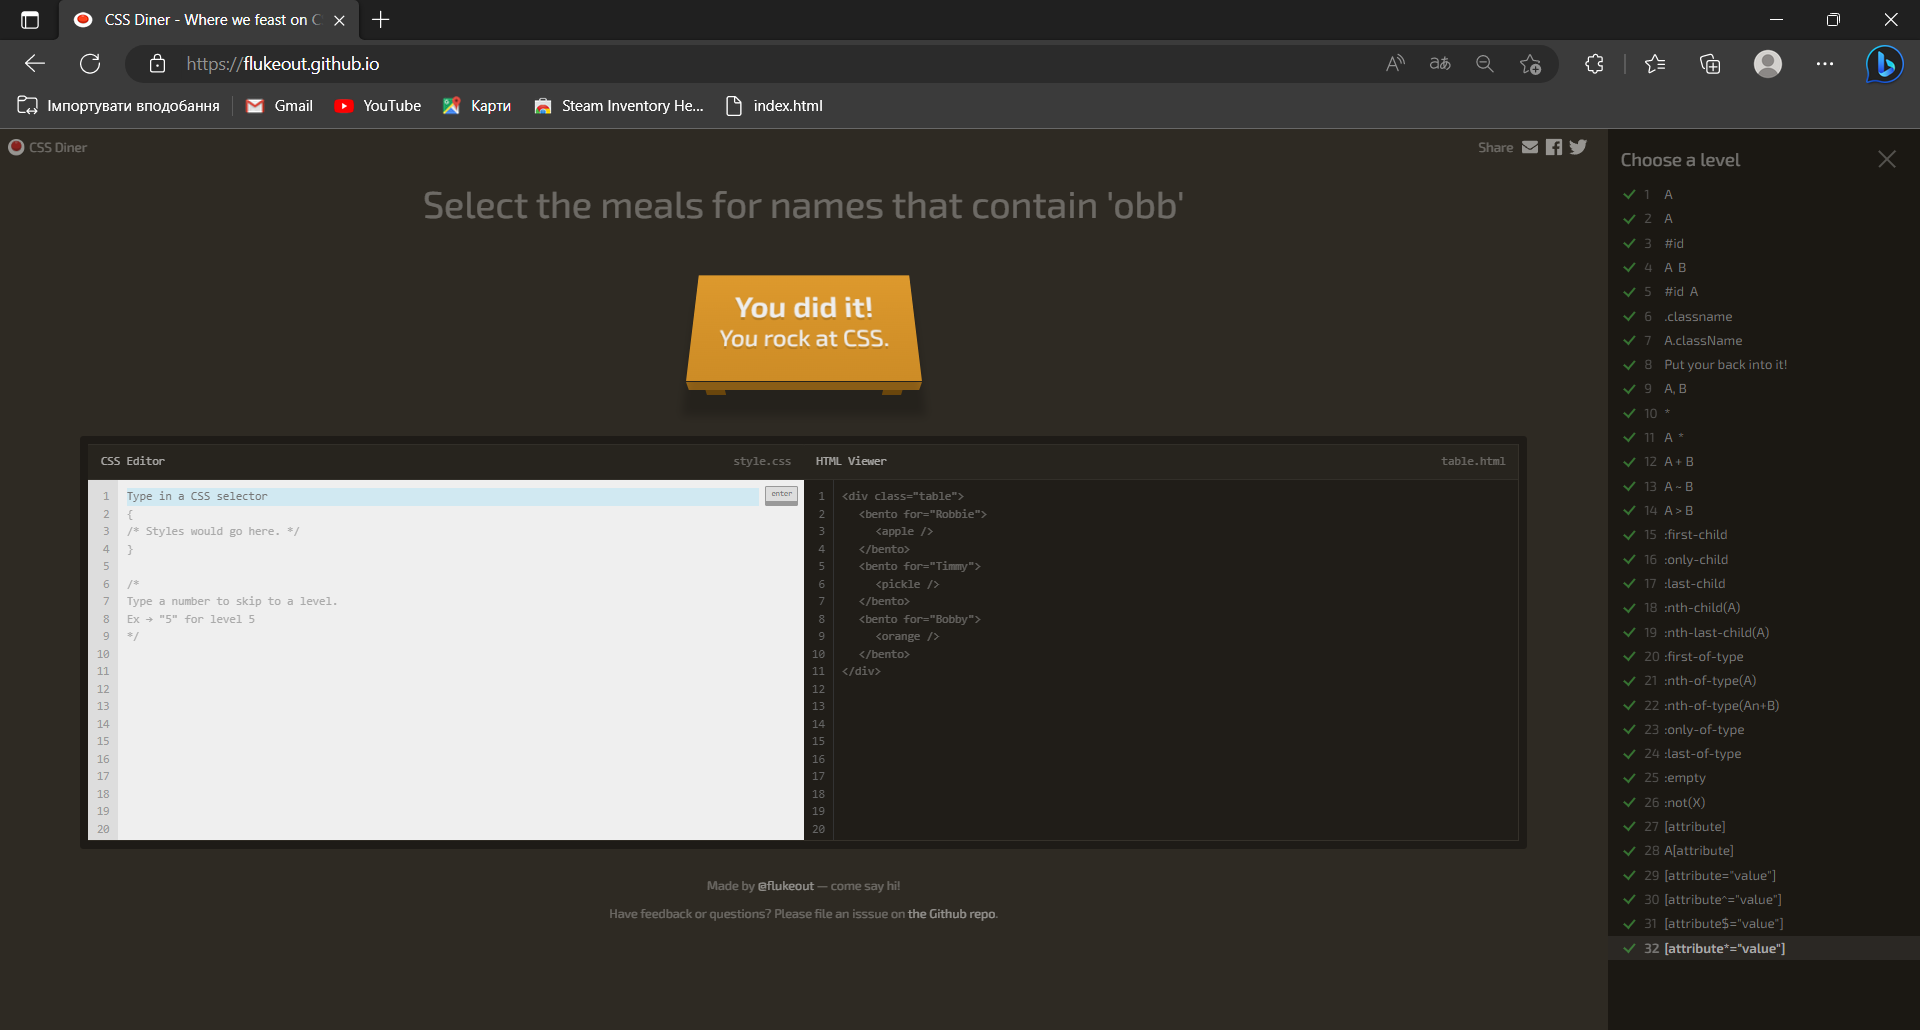 CSS Diner - Where we feast on
https://flukeout.github.io
Імпортувати вподобання
Gmail
YouTube
Карти
Steam Inventory He...
index.html
CSS Diner
Share
Select the meals for names that contain 'obb'
You did it!
You rock at CSS.
CSS Editor
style.css
1 Type in a CSS selector
enter
2 {
3 /* Styles would go here. */
4 }
5
6 /*
7 Type a number to skip to a level.
8 Ex → "5" for level 5
9 */
10
11
12
13
14
15
16
17
18
19
20
HTML Viewer
table.html
1 <div class="table">
2 <bento for="Robbie">
3 <apple />
4 </bento>
5 <bento for="Timmy">
6 <pickle />
7 </bento>
8 <bento for="Bobby">
9 <orange />
10 </bento>
11 </div>
12
13
14
15
16
17
18
19
20
Made by @flukeout — come say hi!
Have feedback or questions? Please file an isssue on the Github repo.
Choose a level
1 A
2 A
3 #id
4 A B
5 #id A
6 .classname
7 A.className
8 Put your back into it!
9 A, B
10 *
11 A *
12 A + B
13 A ~ B
14 A > B
15 :first-child
16 :only-child
17 :last-child
18 :nth-child(A)
19 :nth-last-child(A)
20 :first-of-type
21 :nth-of-type(A)
22 :nth-of-type(An+B)
23 :only-of-type
24 :last-of-type
25 :empty
26 :not(X)
27 [attribute]
28 A[attribute]
29 [attribute="value"]
30 [attribute^="value"]
31 [attribute$="value"]
32 [attribute*="value"]